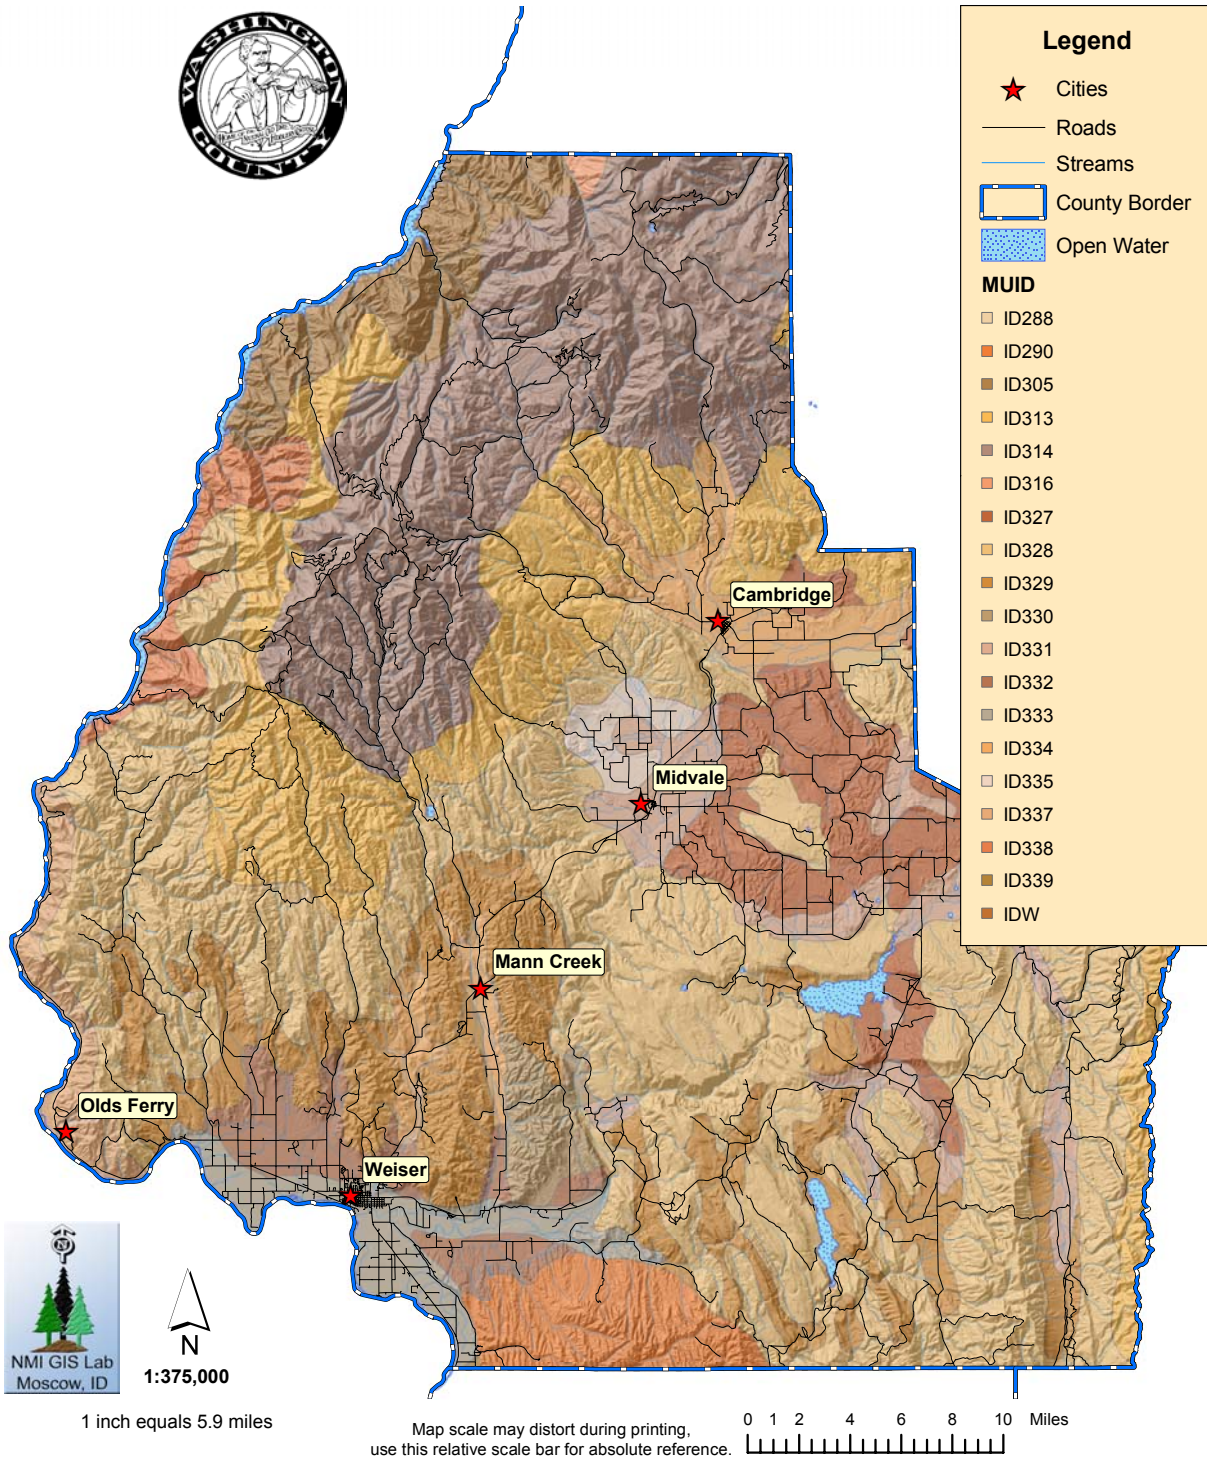 WASHINGTON
COUNTY
Legend
Cities
Roads
Streams
County Border
Open Water
MUID
ID288
ID290
ID305
ID313
ID314
ID316
ID327
ID328
ID329
ID330
ID331
ID332
ID333
ID334
ID335
ID337
ID338
ID339
IDW
Cambridge
Midvale
Mann Creek
Olds Ferry
Weiser
N
NMI GIS Lab
Moscow, ID
N
1:375,000
1 inch equals 5.9 miles
Map scale may distort during printing,
use this relative scale bar for absolute reference.
0 1 2 4 6 8 10 Miles